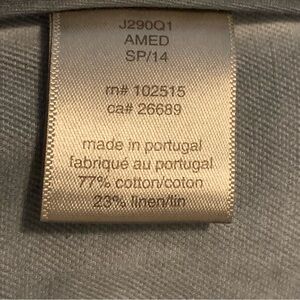 J290Q1
AMED
SP/14
rn# 102515
ca# 26689
made in portugal
fabriqué au portugal
77% cotton/coton
23% linen/lin